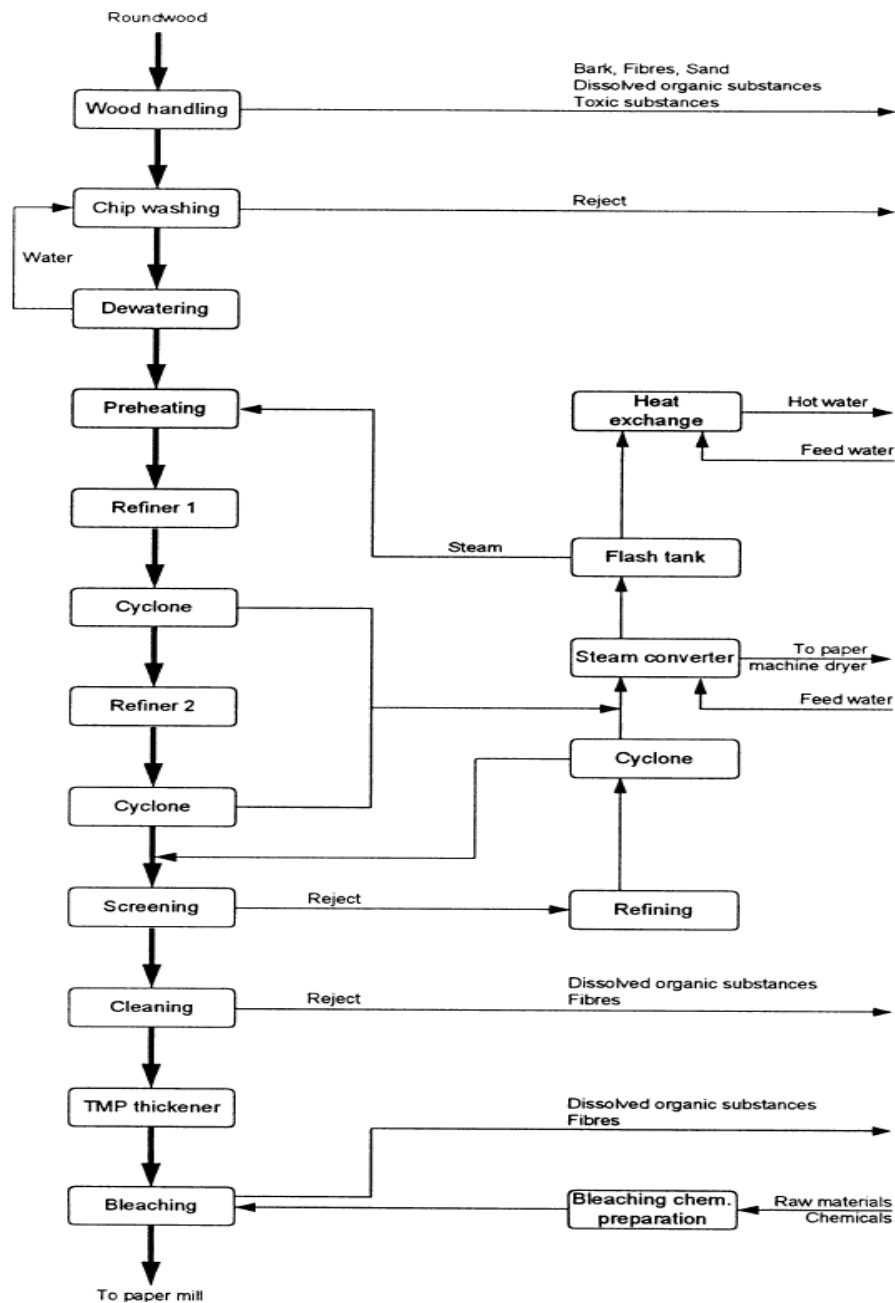 Roundwood
Bark, Fibres, Sand
Dissolved organic substances
Toxic substances
Wood handling
Chip washing
Reject
Water
Dewatering
Preheating
Heat
exchange
Hot water
Feed water
Refiner 1
Steam
Flash tank
Cyclone
Steam converter
To paper
machine dryer
Refiner 2
Feed water
Cyclone
Cyclone
Screening
Reject
Refining
Cleaning
Reject
Dissolved organic substances
Fibres
TMP thickener
Dissolved organic substances
Fibres
Bleaching
Bleaching chem.
preparation
Raw materials
Chemicals
To paper mill